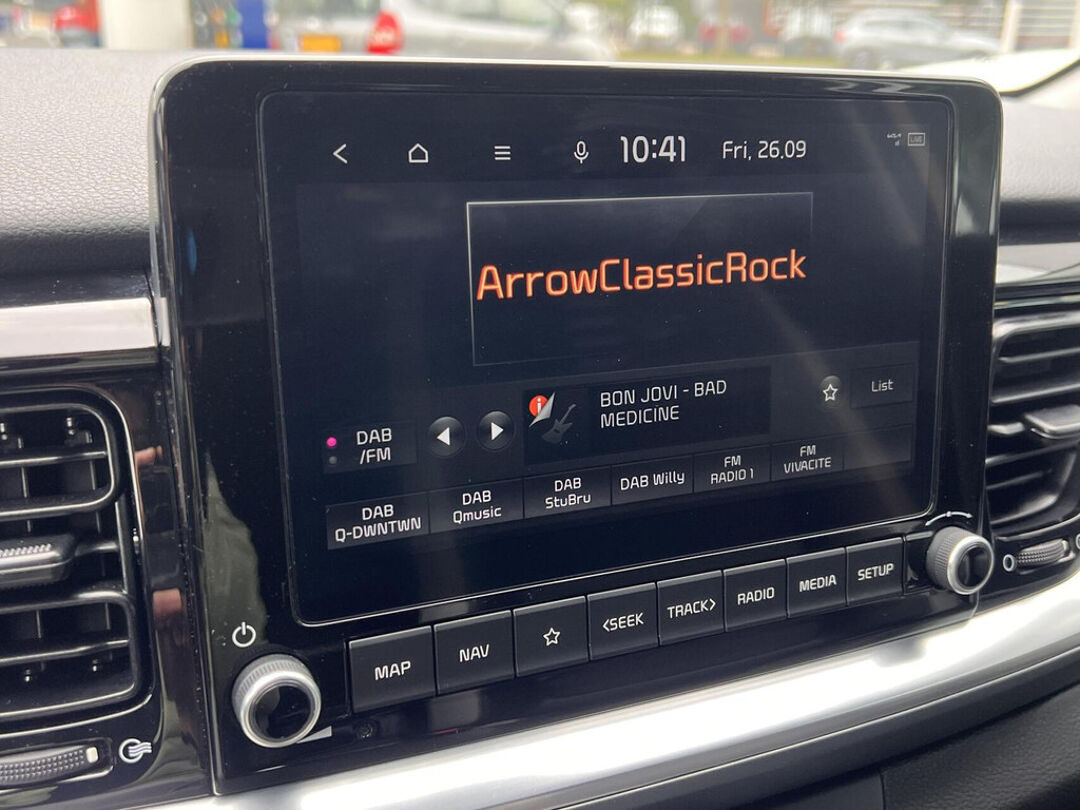 10:41 Fri, 26.09
LIVE
ArrowClassicRock
BON JOVI - BAD
MEDICINE
List
DAB
/FM
DAB
Q-DWNTWN
DAB
Qmusic
DAB
StuBru
DAB Willy
FM
RADIO 1
FM
VIVACITE
MAP
NAV
<SEEK
TRACK>
RADIO
MEDIA
SETUP